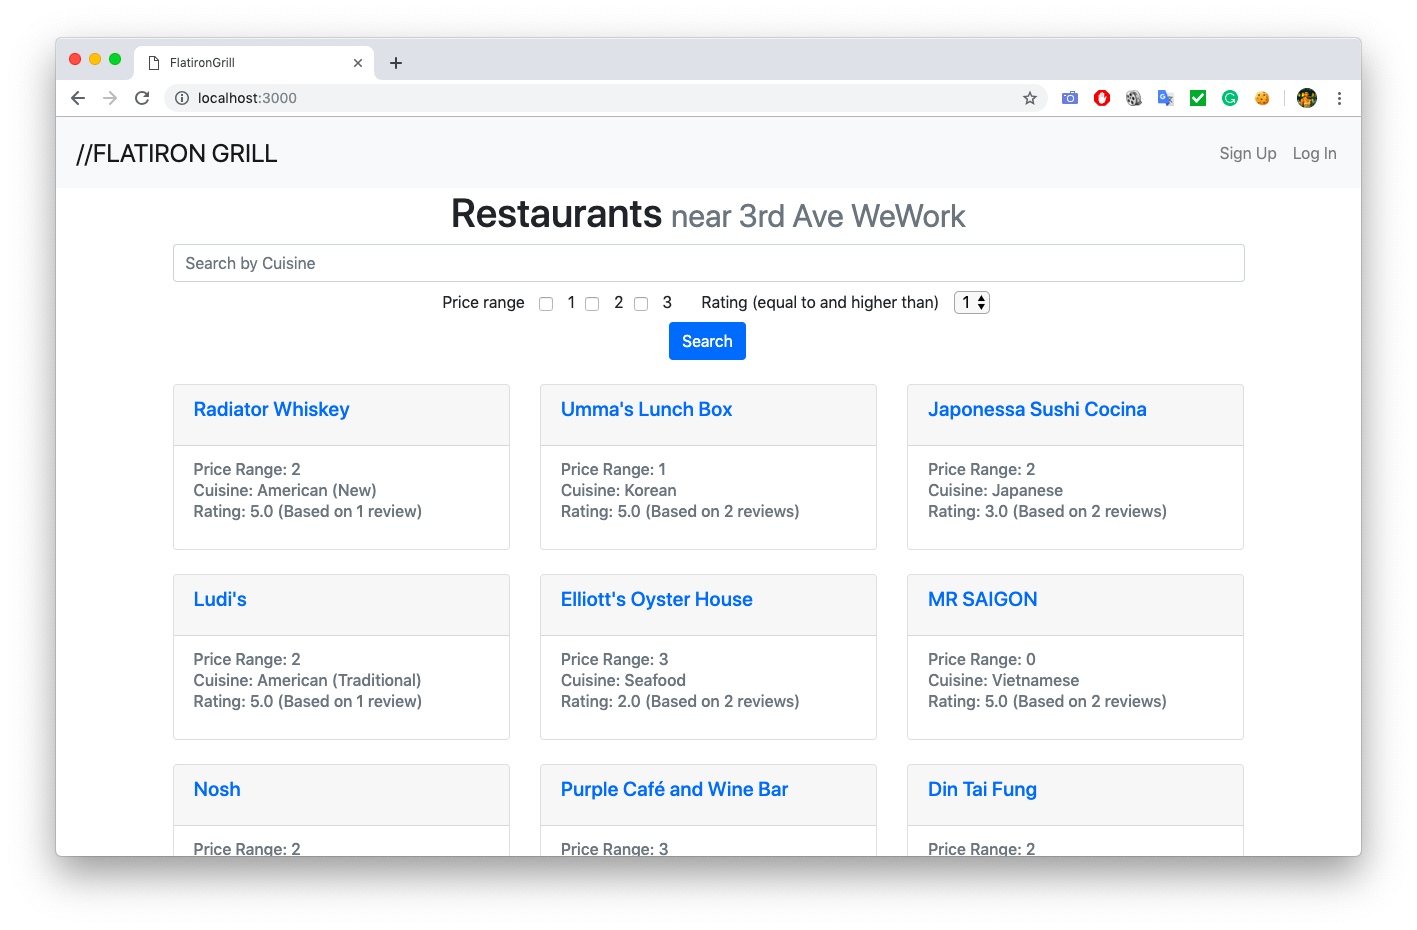 FlatironGrill
localhost:3000
//FLATIRON GRILL
Sign Up Log In
Restaurants near 3rd Ave WeWork
Search by Cuisine
Price range 1 2 3 Rating (equal to and higher than) 1
Search
Radiator Whiskey
Price Range: 2
Cuisine: American (New)
Rating: 5.0 (Based on 1 review)
Umma's Lunch Box
Price Range: 1
Cuisine: Korean
Rating: 5.0 (Based on 2 reviews)
Japonessa Sushi Cocina
Price Range: 2
Cuisine: Japanese
Rating: 3.0 (Based on 2 reviews)
Ludi's
Price Range: 2
Cuisine: American (Traditional)
Rating: 5.0 (Based on 1 review)
Elliott's Oyster House
Price Range: 3
Cuisine: Seafood
Rating: 2.0 (Based on 2 reviews)
MR SAIGON
Price Range: 0
Cuisine: Vietnamese
Rating: 5.0 (Based on 2 reviews)
Nosh
Price Range: 2
Purple Café and Wine Bar
Price Range: 3
Din Tai Fung
Price Range: 2